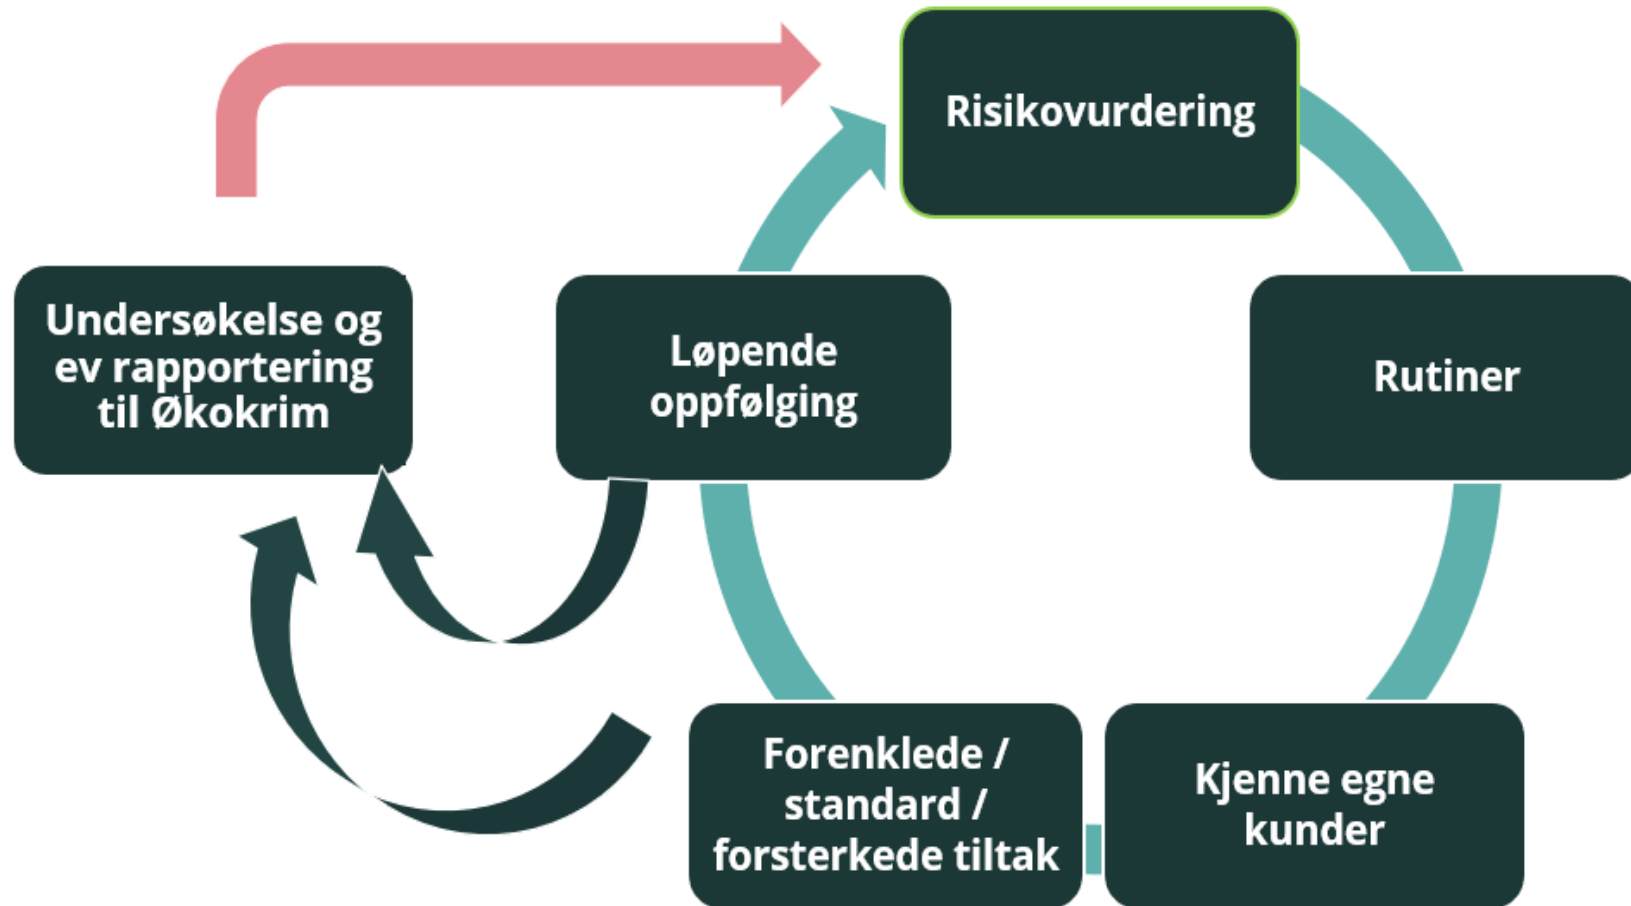 Risikovurdering
Undersøkelse og
ev rapportering
til Økokrim
Løpende
oppfølging
Rutiner
Forenklede /
standard /
forsterkede tiltak
Kjenne egne
kunder